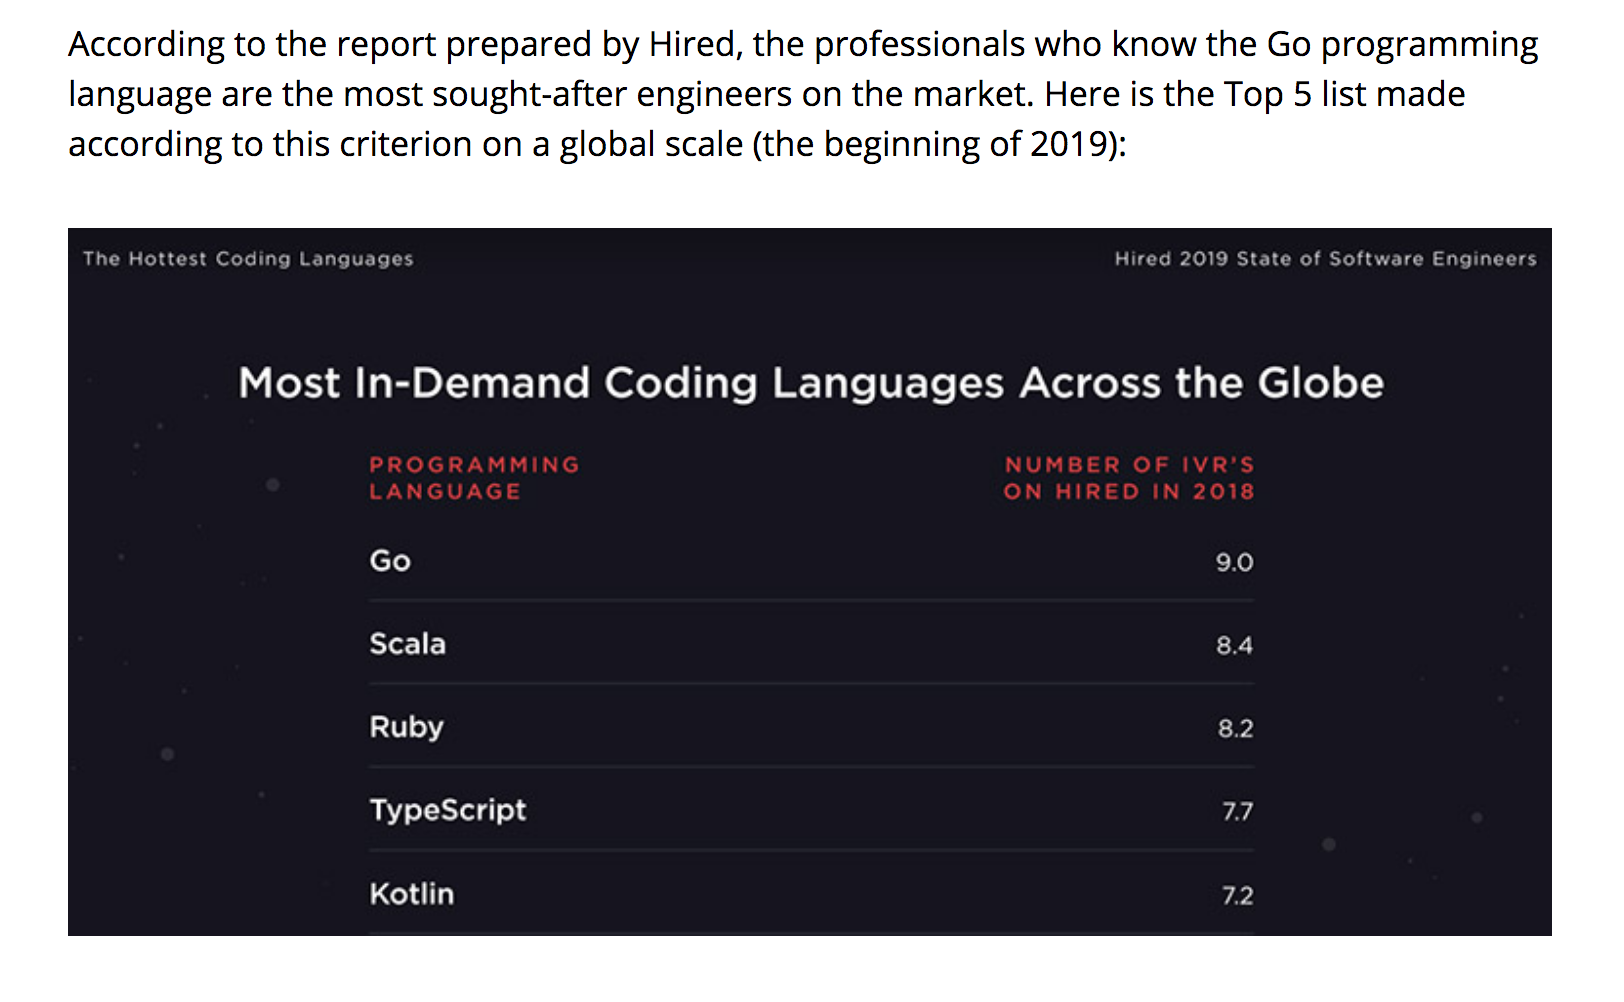 According to the report prepared by Hired, the professionals who know the Go programming
language are the most sought-after engineers on the market. Here is the Top 5 list made
according to this criterion on a global scale (the beginning of 2019):
The Hottest Coding Languages
Hired 2019 State of Software Engineers
Most In-Demand Coding Languages Across the Globe
PROGRAMMING
LANGUAGE
NUMBER OF IVR'S
ON HIRED IN 2018
Go 9.0
Scala 8.4
Ruby 8.2
TypeScript 7.7
Kotlin 7.2